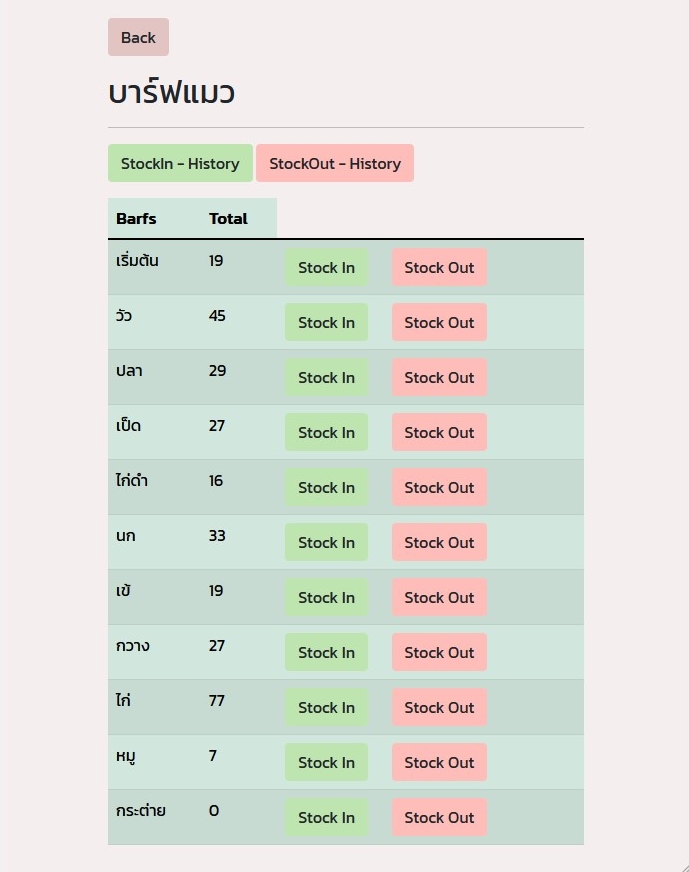 Back
บาร์ฟแมว
StockIn - History StockOut - History
Barfs Total
เริ่มต้น 19 Stock In Stock Out
วัว 45 Stock In Stock Out
ปลา 29 Stock In Stock Out
เป็ด 27 Stock In Stock Out
ไก่ดำ 16 Stock In Stock Out
นก 33 Stock In Stock Out
เข้ 19 Stock In Stock Out
กวาง 27 Stock In Stock Out
ไก่ 77 Stock In Stock Out
หมู 7 Stock In Stock Out
กระต่าย 0 Stock In Stock Out